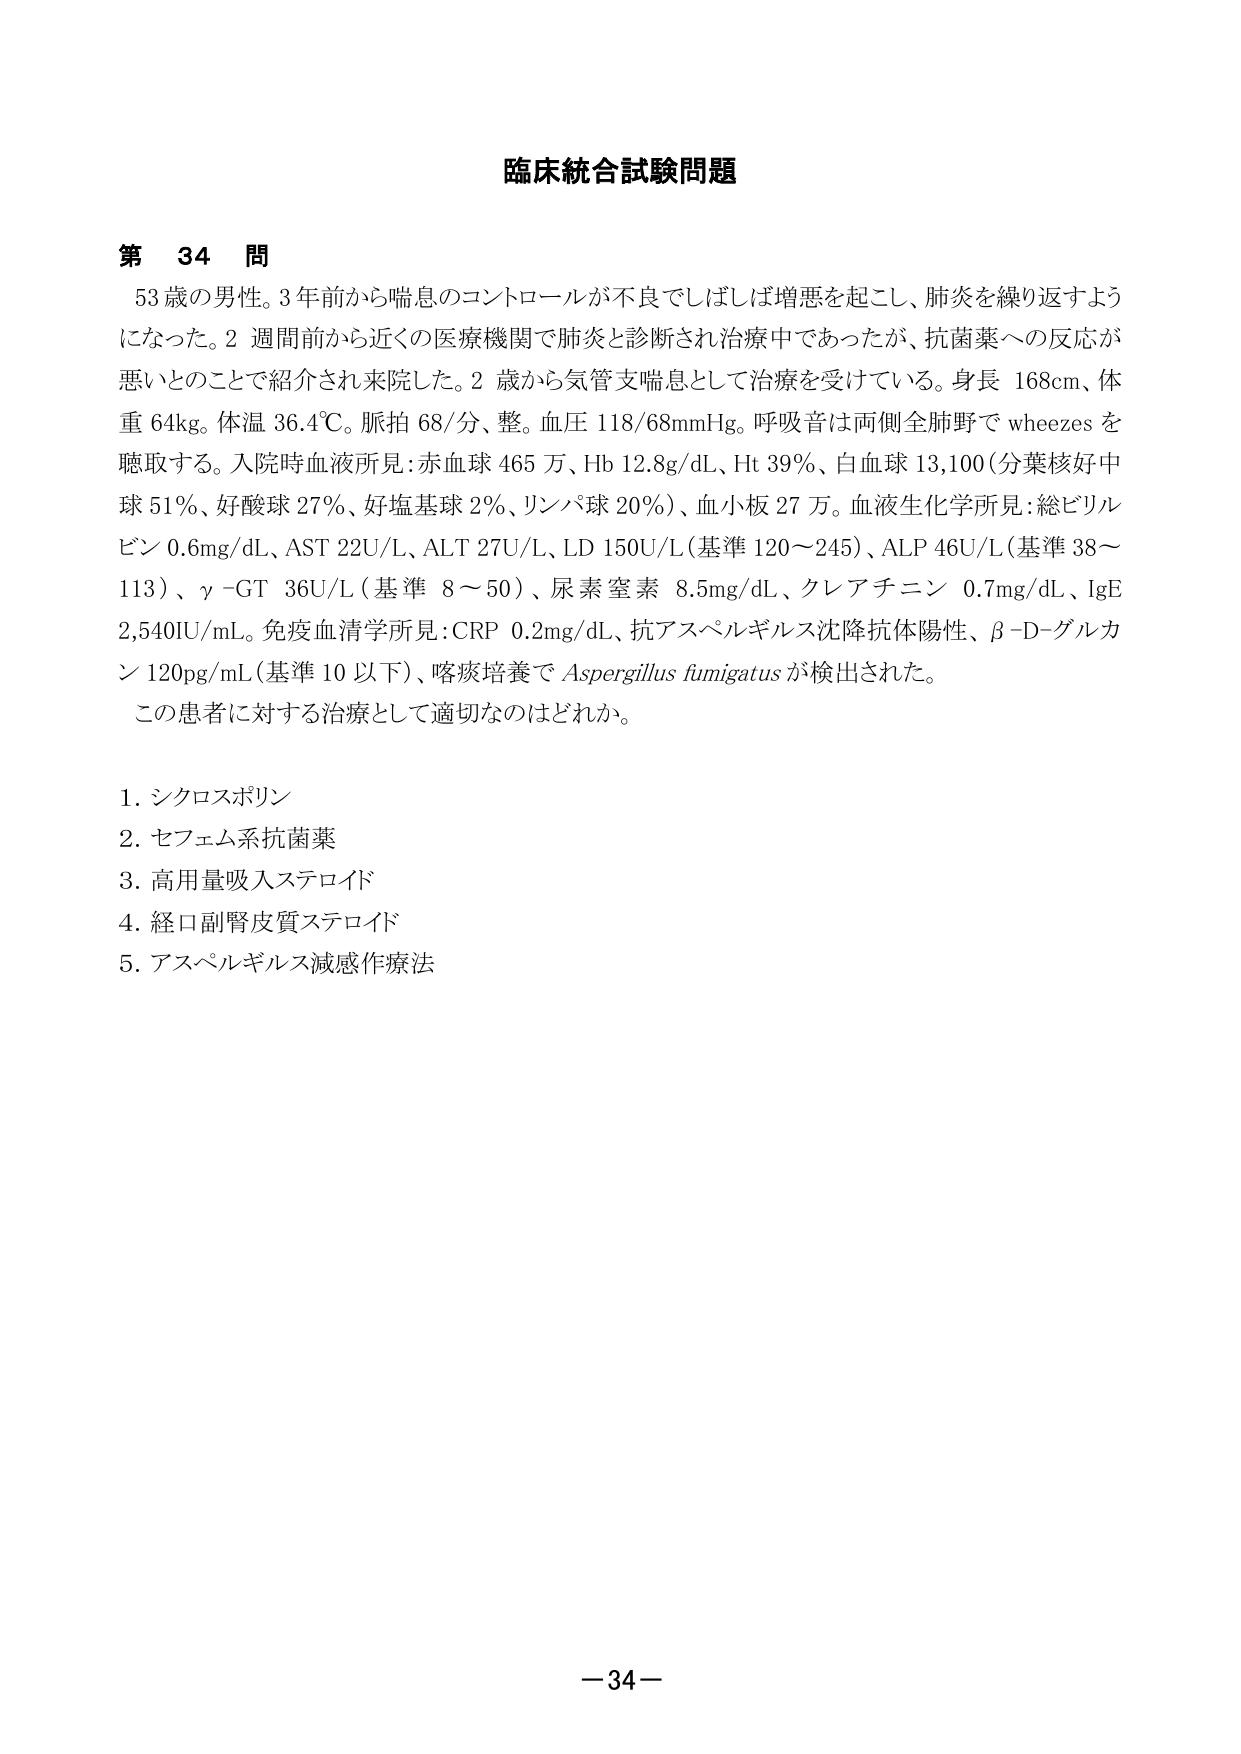 臨床統合試験問題
第 34 問
53 歳の男性。3 年前から喘息のコントロールが不良でしばしば増悪を起こし、肺炎を繰り返すよう
になった。2 週間前から近くの医療機関で肺炎と診断され治療中であったが、抗菌薬への反応が
悪いとのことで紹介され来院した。2 歳から気管支喘息として治療を受けている。身長 168cm、体
重 64kg。体温 36.4℃。脈拍 68/分、整。血圧 118/68mmHg。呼吸音は両側全肺野で wheezes を
聴取する。入院時血液所見：赤血球 465 万、Hb 12.8g/dL、Ht 39%、白血球 13,100（分葉核好中
球 51%、好酸球 27%、好塩基球 2%、リンパ球 20%）、血小板 27 万。血液生化学所見：総ビリル
ビン 0.6mg/dL、AST 22U/L、ALT 27U/L、LD 150U/L（基準 120～245）、ALP 46U/L（基準 38～
113）、γ-GT 36U/L（基準 8～50）、尿素窒素 8.5mg/dL、クレアチニン 0.7mg/dL、IgE
2,540IU/mL。免疫血清学所見：CRP 0.2mg/dL、抗アスペルギルス沈降抗体陽性、β-D-グルカ
ン 120pg/mL（基準 10 以下）、喀痰培養で Aspergillus fumigatus が検出された。
この患者に対する治療として適切なのはどれか。
1. シクロスポリン
2. セフェム系抗菌薬
3. 高用量吸入ステロイド
4. 経口副腎皮質ステロイド
5. アスペルギルス減感作療法
－34－